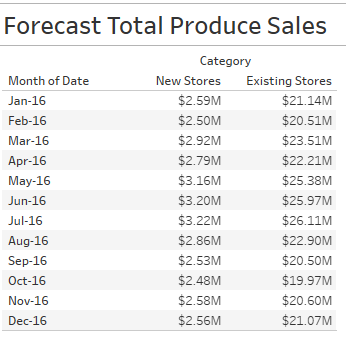 Forecast Total Produce Sales
Category
Month of Date New Stores Existing Stores
Jan-16 $2.59M $21.14M
Feb-16 $2.50M $20.51M
Mar-16 $2.92M $23.51M
Apr-16 $2.79M $22.21M
May-16 $3.16M $25.38M
Jun-16 $3.20M $25.97M
Jul-16 $3.22M $26.11M
Aug-16 $2.86M $22.90M
Sep-16 $2.53M $20.50M
Oct-16 $2.48M $19.97M
Nov-16 $2.58M $20.60M
Dec-16 $2.56M $21.07M